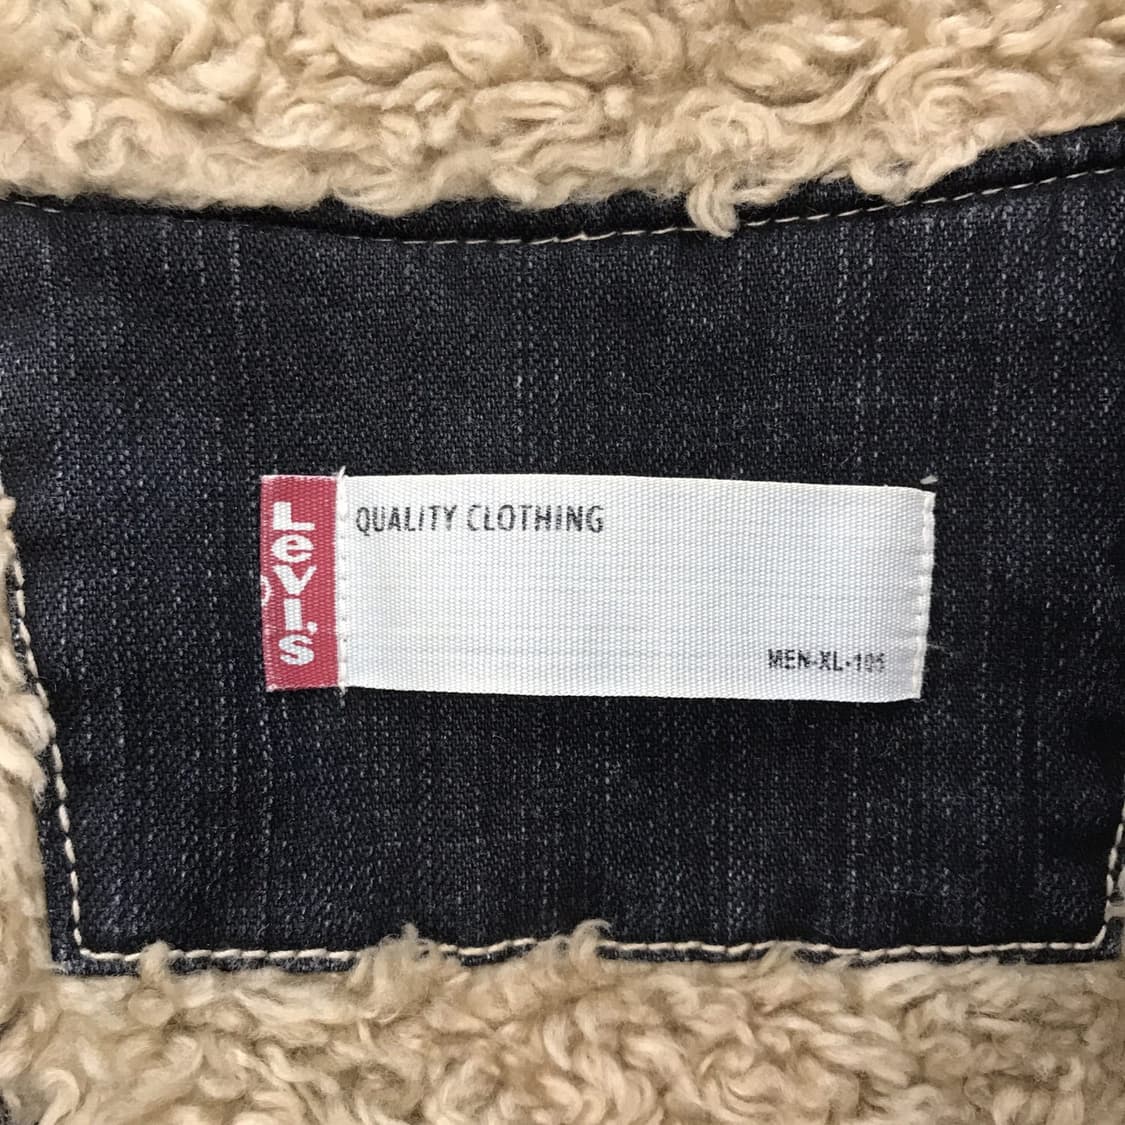 Levi's
QUALITY CLOTHING
MEN-XL-105